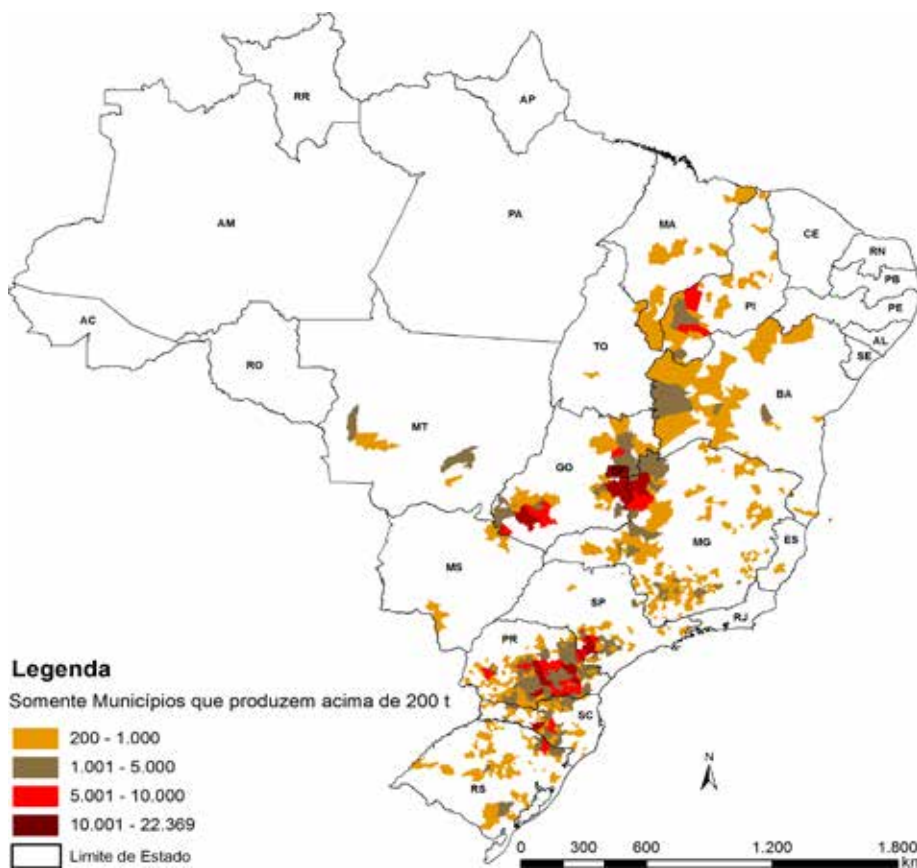 RR
AP
AM
PA
MA
CE
RN
PB
PE
AL
SE
PI
AC
RO
TO
BA
MT
GO
MG
ES
MS
SP
RJ
PR
SC
RS
Legenda
Somente Municípios que produzem acima de 200 t
200 - 1.000
1.001 - 5.000
5.001 - 10.000
10.001 - 22.369
Limite de Estado
N
0 300 600 1.200 1.800
km